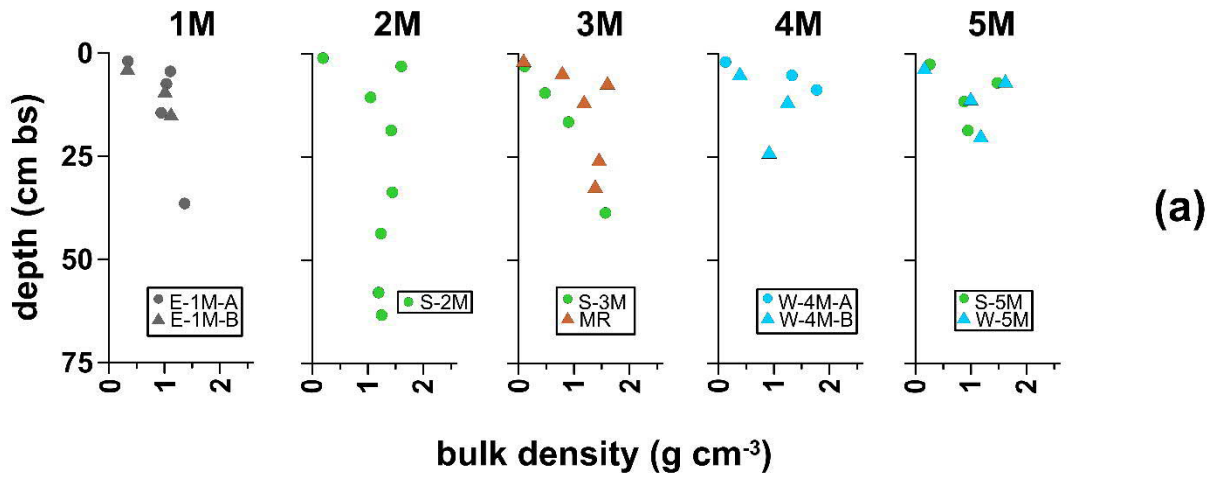 1M 2M 3M 4M 5M
0
25
50
75
depth (cm bs)
E-1M-A
E-1M-B
S-2M
S-3M
MR
W-4M-A
W-4M-B
S-5M
W-5M
0 1 2 0 1 2 0 1 2 0 1 2 0 1 2
bulk density (g cm⁻³)
(a)